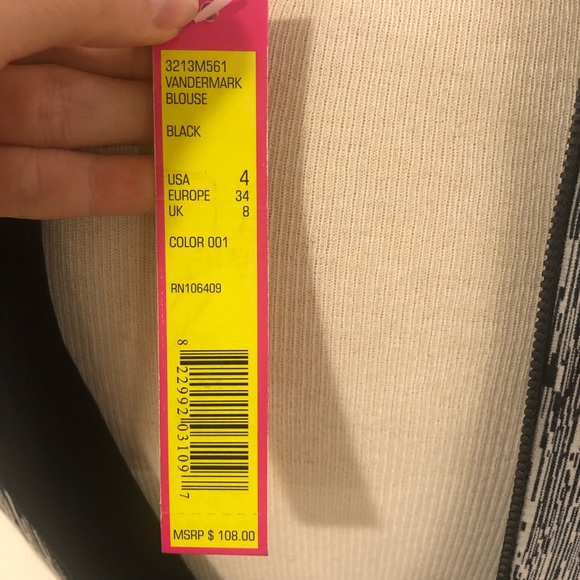 3213M561
VANDERMARK
BLOUSE
BLACK
USA 4
EUROPE 34
UK 8
COLOR 001
RN106409
8 22992 03109 7
MSRP $ 108.00